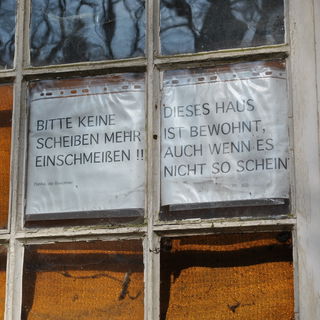 BITTE KEINE
SCHEIBEN MEHR
EINSCHMEIßEN !!
DIESES HAUS
IST BEWOHNT,
AUCH WENN ES
NICHT SO SCHEIN